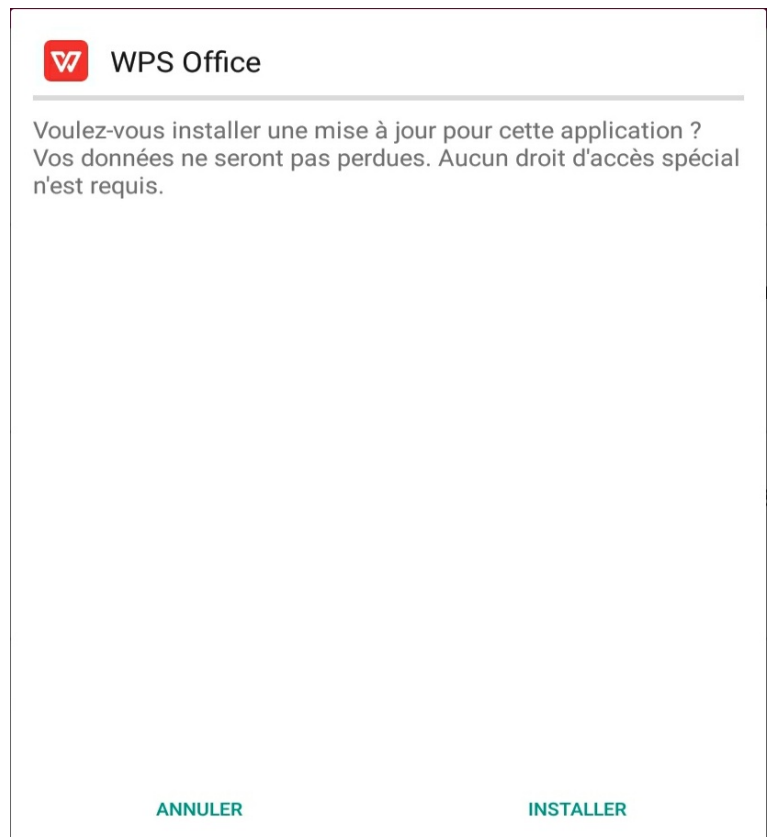 WPS Office
Voulez-vous installer une mise à jour pour cette application ?
Vos données ne seront pas perdues. Aucun droit d'accès spécial
n'est requis.
ANNULER INSTALLER